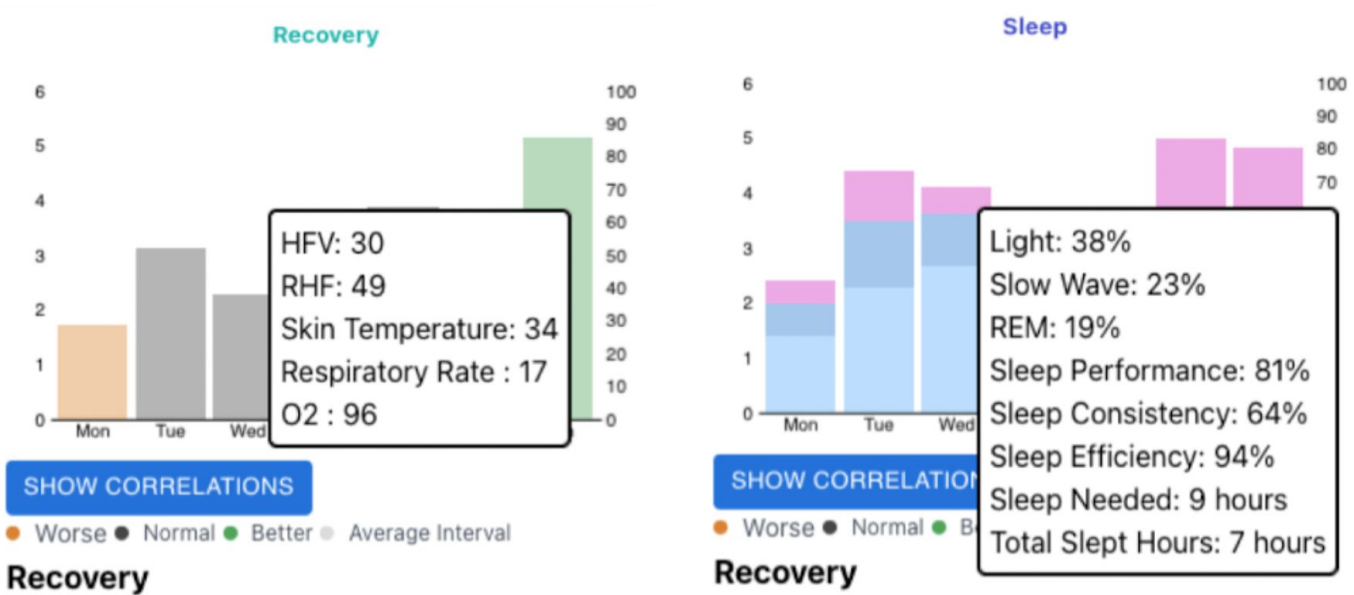 Recovery
6
5
4
3
2
1
0
100
90
80
70
60
50
40
30
20
10
0
Mon
Tue
Wed
HFV: 30
RHF: 49
Skin Temperature: 34
Respiratory Rate : 17
O2 : 96
SHOW CORRELATIONS
Worse
Normal
Better
Average Interval
Recovery
Sleep
6
5
4
3
2
1
0
100
90
80
70
Mon
Tue
Wed
Light: 38%
Slow Wave: 23%
REM: 19%
Sleep Performance: 81%
Sleep Consistency: 64%
Sleep Efficiency: 94%
Sleep Needed: 9 hours
Total Slept Hours: 7 hours
SHOW
Worse
Normal
Recovery